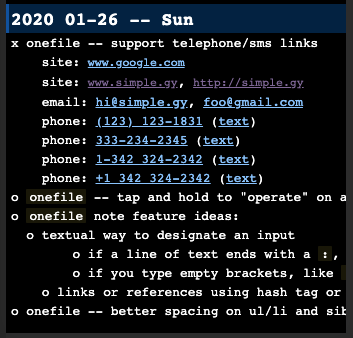 2020 01-26 -- Sun
x onefile -- support telephone/sms links
site: www.google.com
site: www.simple.gy, http://simple.gy
email: hi@simple.gy, foo@gmail.com
phone: (123) 123-1831 (text)
phone: 333-234-2345 (text)
phone: 1-342 324-2342 (text)
phone: +1 342 324-2342 (text)
o onefile -- tap and hold to "operate" on a
o onefile note feature ideas:
o textual way to designate an input
o if a line of text ends with a :,
o if you type empty brackets, like
o links or references using hash tag or
o onefile -- better spacing on ul/li and sib